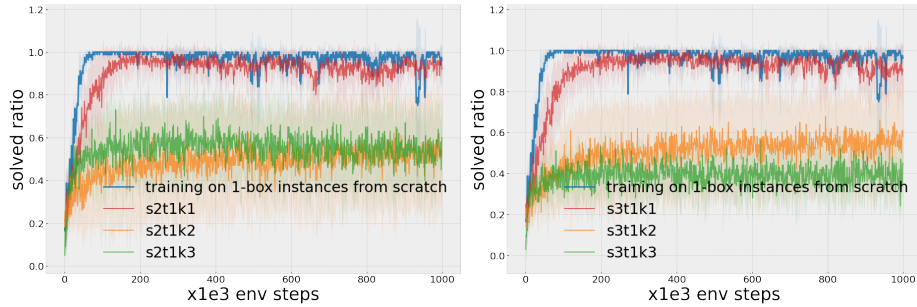 1.2
1.0
0.8
0.6
0.4
0.2
0.0
solved ratio
training on 1-box instances from scratch
s2t1k1
s2t1k2
s2t1k3
0 200 400 600 800 1000
x1e3 env steps
1.2
1.0
0.8
0.6
0.4
0.2
0.0
solved ratio
training on 1-box instances from scratch
s3t1k1
s3t1k2
s3t1k3
0 200 400 600 800 1000
x1e3 env steps